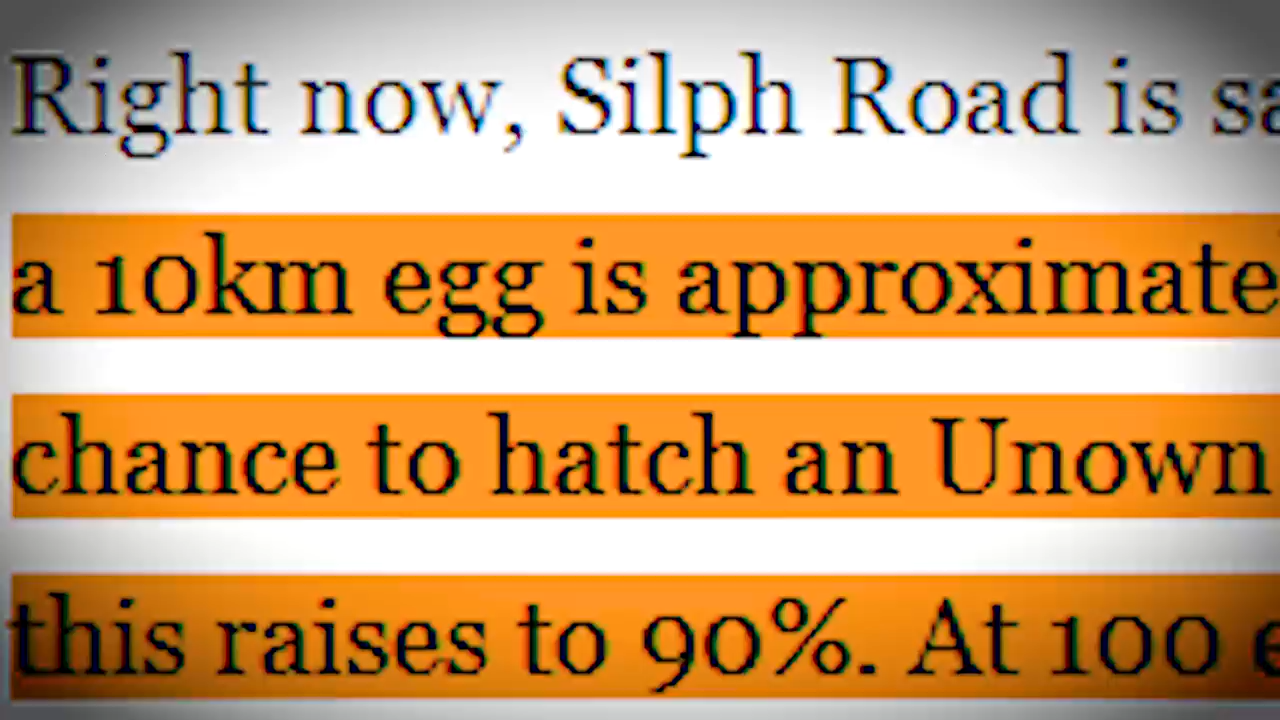 Right now, Silph Road is sa
a 10km egg is approximate
chance to hatch an Unown
this raises to 90%. At 100 e